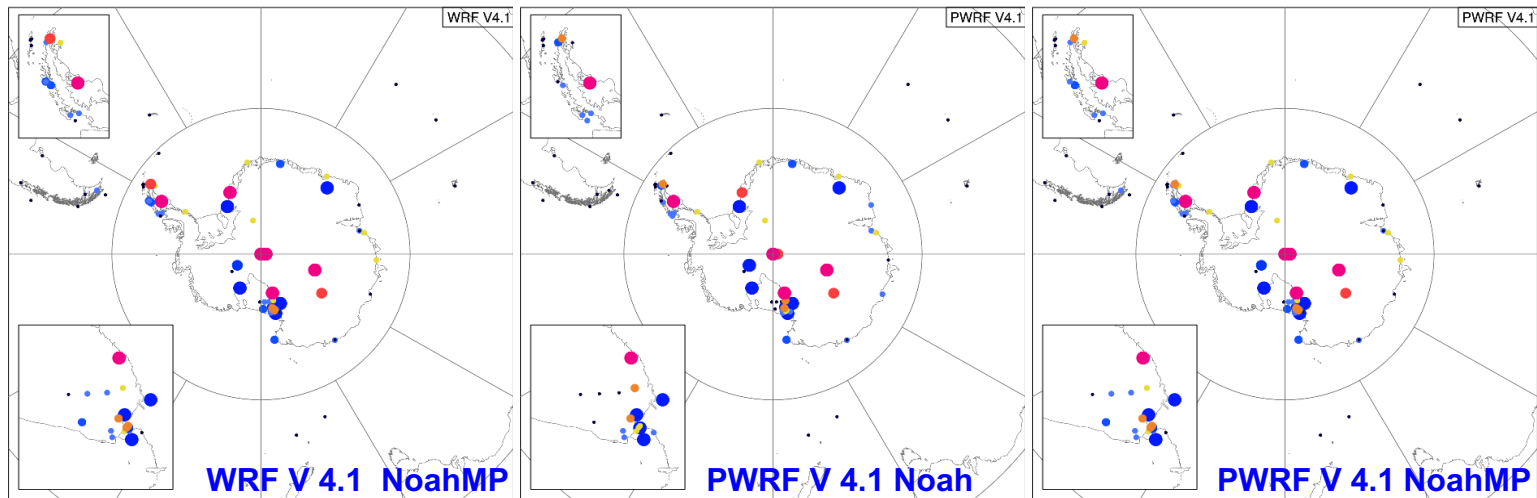 WRF V4.1
PWRF V4.1
PWRF V4.1
WRF V 4.1 NoahMP
PWRF V 4.1 Noah
PWRF V 4.1 NoahMP